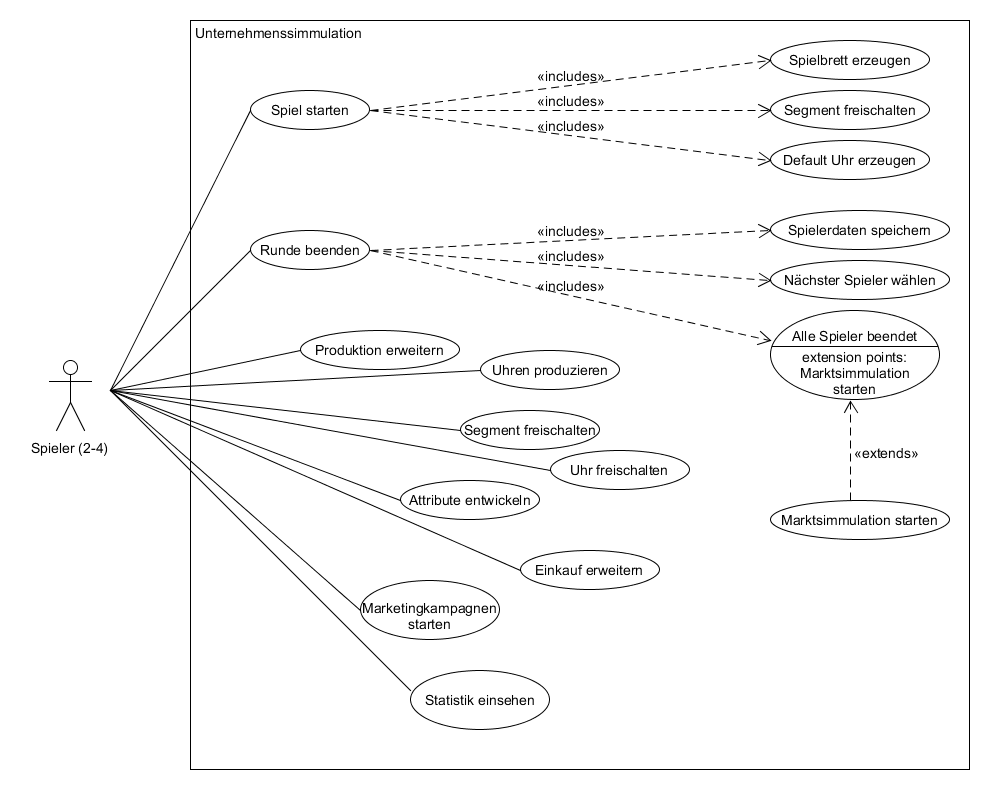 Unternehmenssimmulation
Spielbrett erzeugen
«includes»
Spiel starten
«includes»
Segment freischalten
«includes»
Default Uhr erzeugen
«includes»
Spielerdaten speichern
Runde beenden
«includes»
Nächster Spieler wählen
«includes»
Alle Spieler beendet
extension points:
Marktsimmulation
starten
Produktion erweitern
Uhren produzieren
Segment freischalten
Spieler (2-4)
«extends»
Uhr freischalten
Attribute entwickeln
Marktsimmulation starten
Einkauf erweitern
Marketingkampagnen
starten
Statistik einsehen